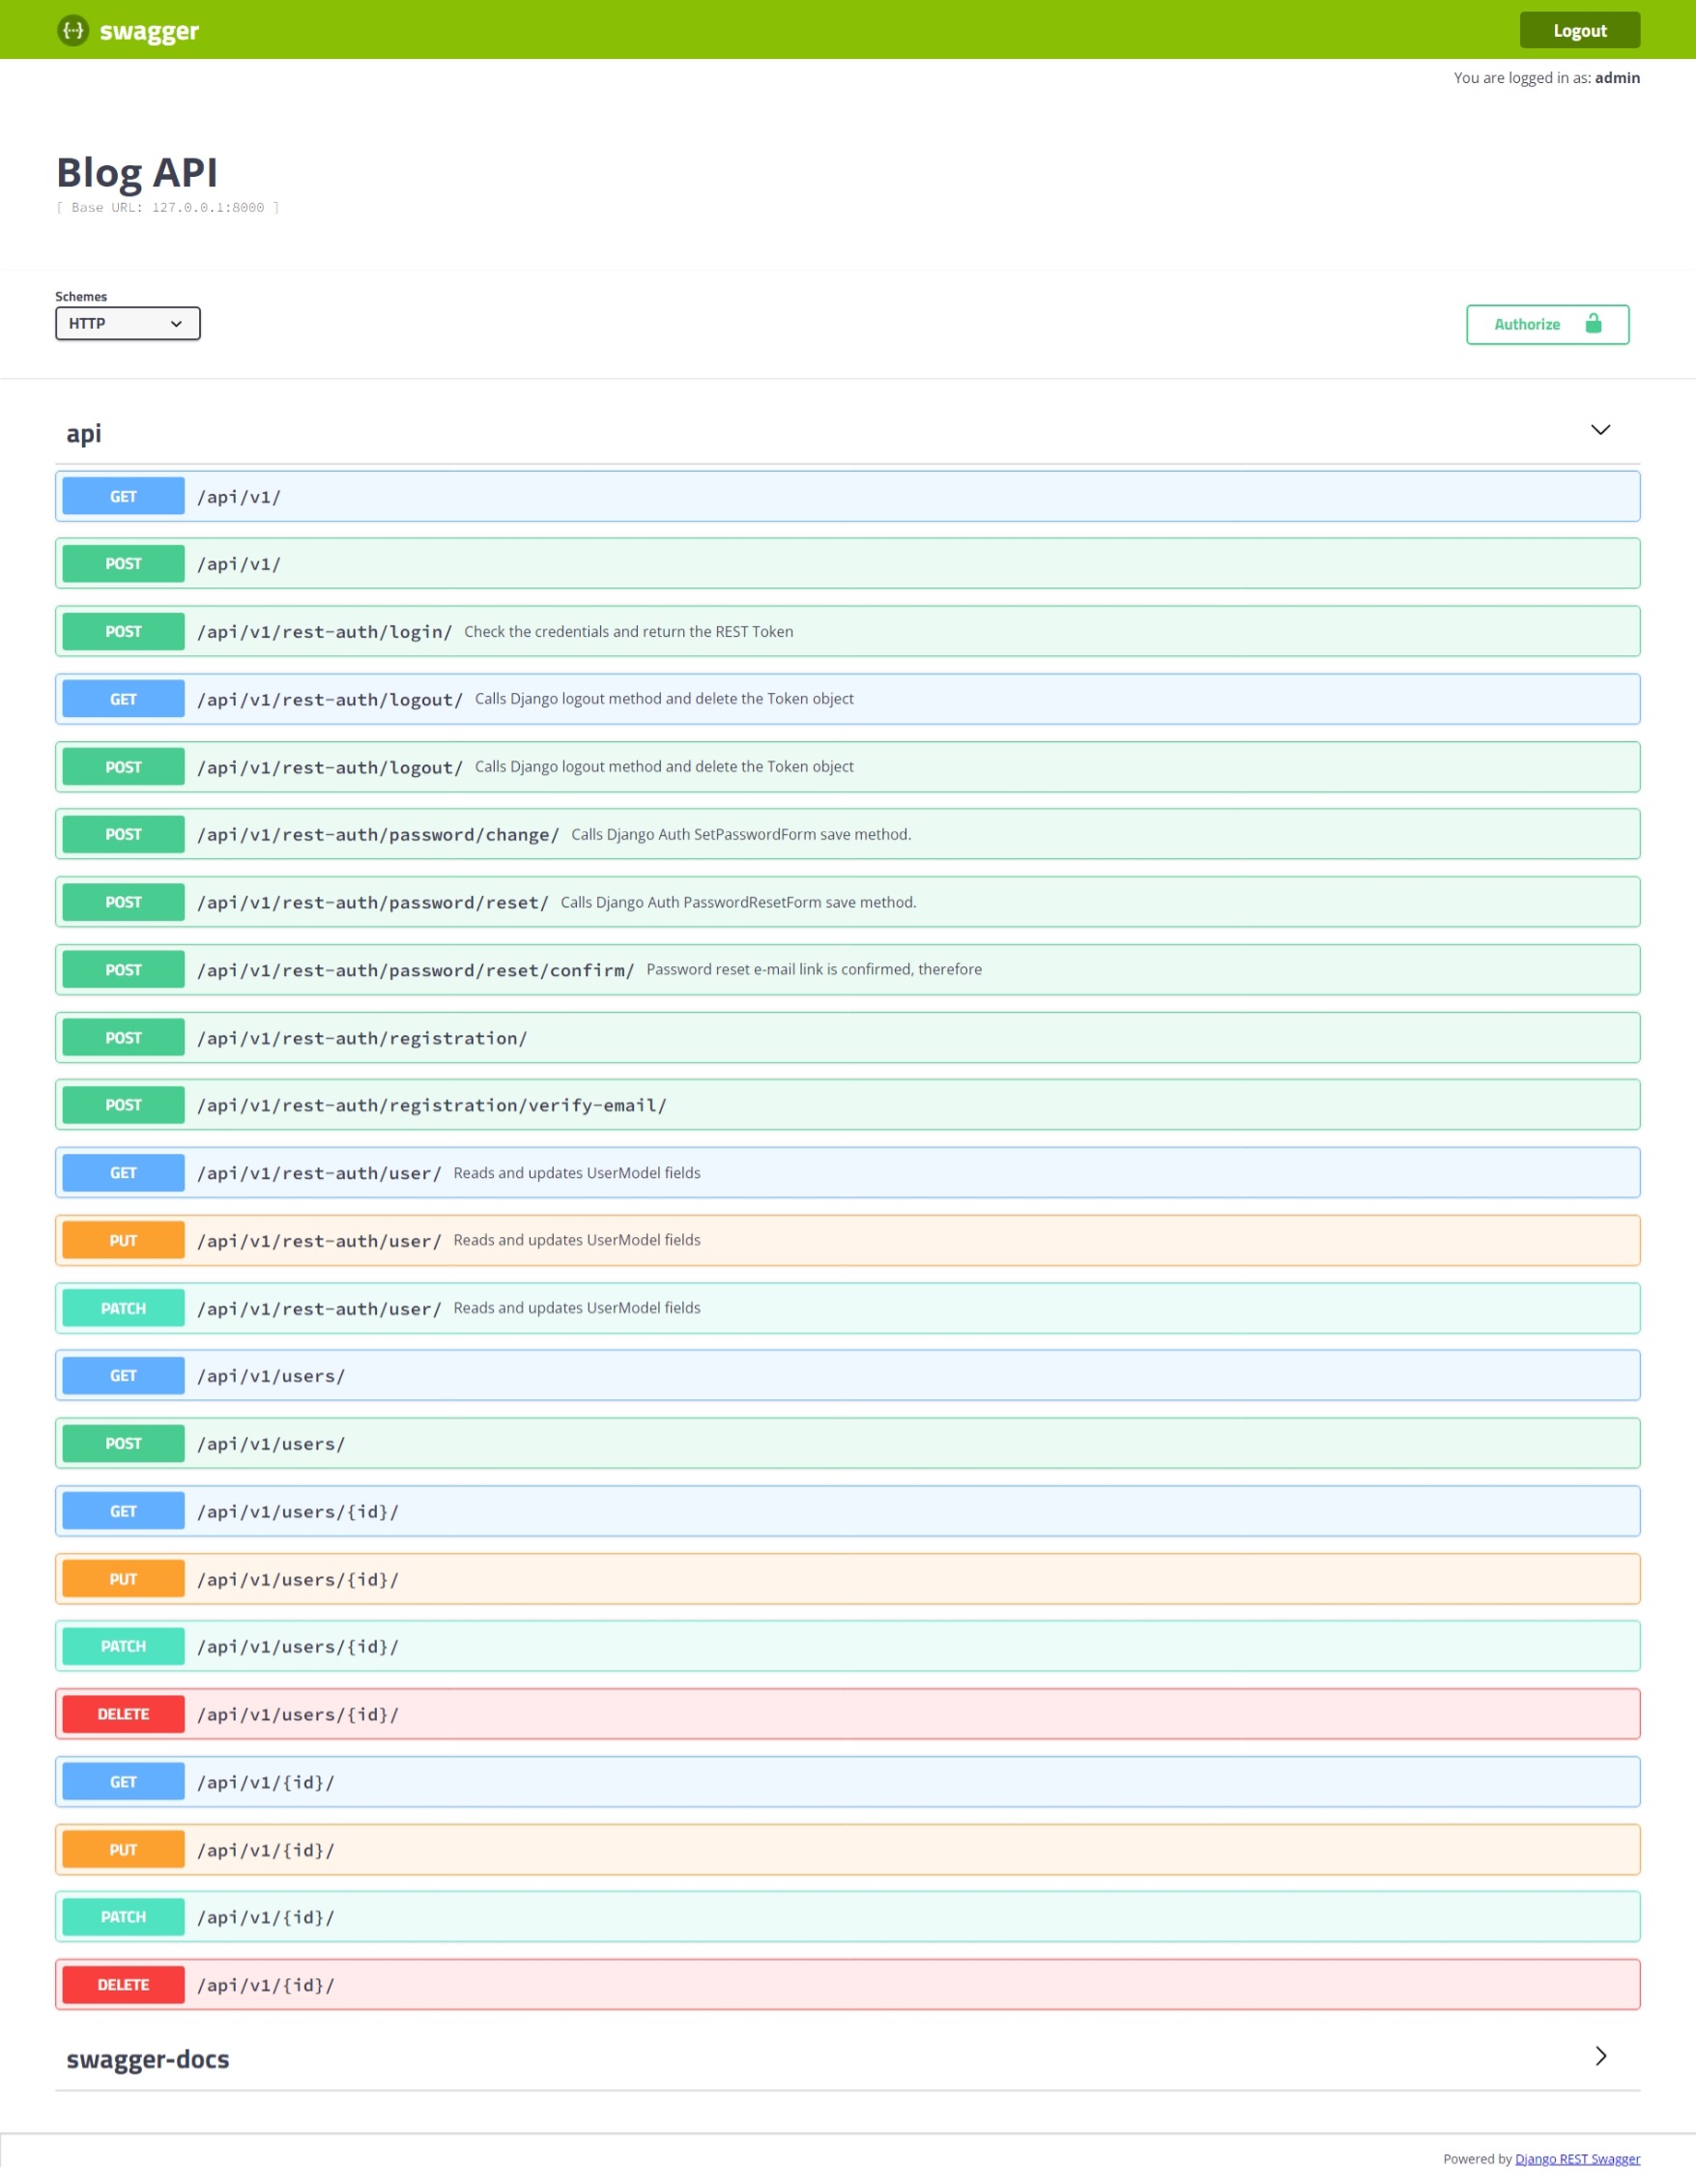 swagger
Logout
You are logged in as: admin
Blog API
[ Base URL: 127.0.0.1:8000 ]
Schemes
HTTP
Authorize
api
GET /api/v1/
POST /api/v1/
POST /api/v1/rest-auth/login/ Check the credentials and return the REST Token
GET /api/v1/rest-auth/logout/ Calls Django logout method and delete the Token object
POST /api/v1/rest-auth/logout/ Calls Django logout method and delete the Token object
POST /api/v1/rest-auth/password/change/ Calls Django Auth SetPasswordForm save method.
POST /api/v1/rest-auth/password/reset/ Calls Django Auth PasswordResetForm save method.
POST /api/v1/rest-auth/password/reset/confirm/ Password reset e-mail link is confirmed, therefore
POST /api/v1/rest-auth/registration/
POST /api/v1/rest-auth/registration/verify-email/
GET /api/v1/rest-auth/user/ Reads and updates UserModel fields
PUT /api/v1/rest-auth/user/ Reads and updates UserModel fields
PATCH /api/v1/rest-auth/user/ Reads and updates UserModel fields
GET /api/v1/users/
POST /api/v1/users/
GET /api/v1/users/{id}/
PUT /api/v1/users/{id}/
PATCH /api/v1/users/{id}/
DELETE /api/v1/users/{id}/
GET /api/v1/{id}/
PUT /api/v1/{id}/
PATCH /api/v1/{id}/
DELETE /api/v1/{id}/
swagger-docs
Powered by Django REST Swagger